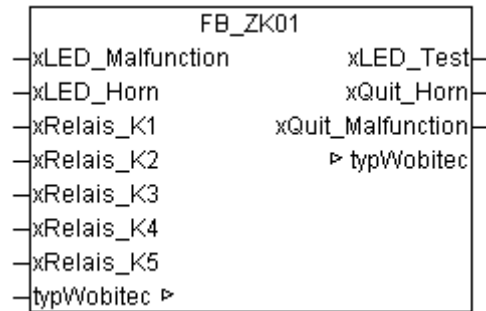 FB_ZK01
xLED_Malfunction xLED_Test
xLED_Horn xQuit_Horn
xRelais_K1 xQuit_Malfunction
xRelais_K2 ▷ typWobitec
xRelais_K3
xRelais_K4
xRelais_K5
typWobitec ▷